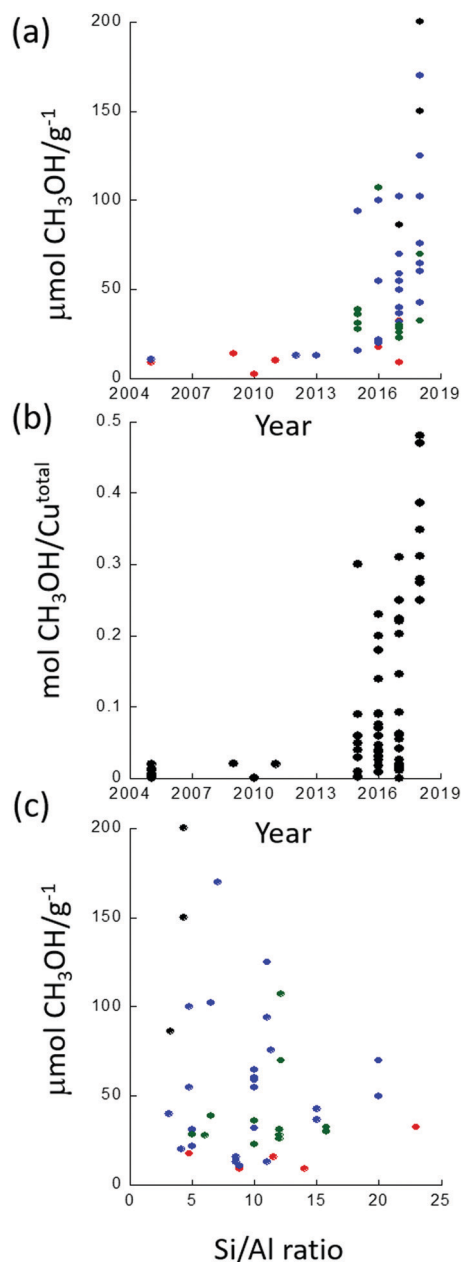 (a)
μmol CH₃OH/g⁻¹
200
150
100
50
0
2004 2007 2010 2013 2016 2019
Year
(b)
mol CH₃OH/Cuᵗᵒᵗᵃˡ
0.5
0.4
0.3
0.2
0.1
0
2004 2007 2010 2013 2016 2019
Year
(c)
μmol CH₃OH/g⁻¹
200
150
100
50
0
0 5 10 15 20 25
Si/Al ratio